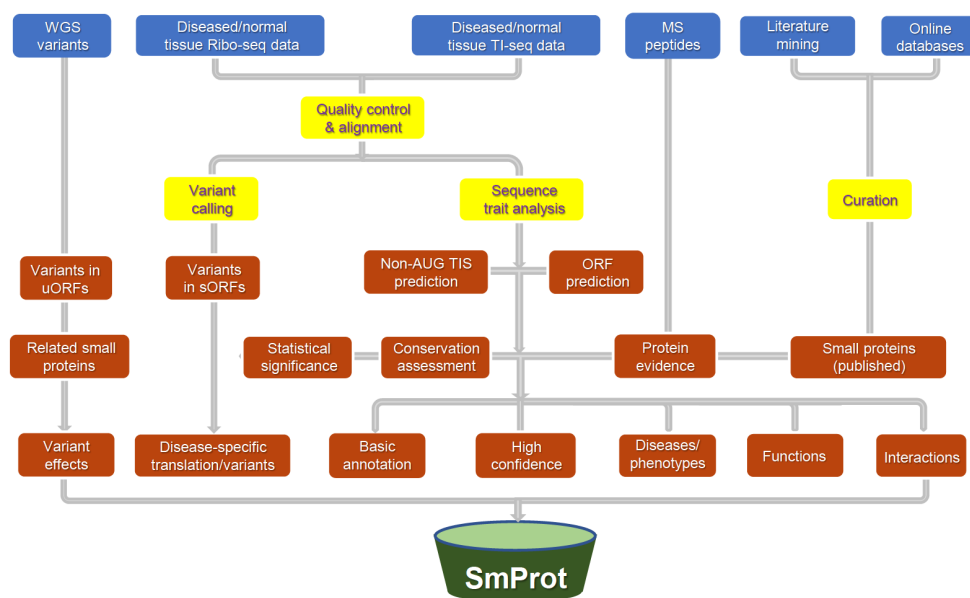 WGS
variants
Diseased/normal
tissue Ribo-seq data
Diseased/normal
tissue TI-seq data
MS
peptides
Literature
mining
Online
databases
Quality control
& alignment
Variant
calling
Sequence
trait analysis
Curation
Variants in
uORFs
Variants
in sORFs
Non-AUG TIS
prediction
ORF
prediction
Related small
proteins
Statistical
significance
Conservation
assessment
Protein
evidence
Small proteins
(published)
Variant
effects
Disease-specific
translation/variants
Basic
annotation
High
confidence
Diseases/
phenotypes
Functions
Interactions
SmProt